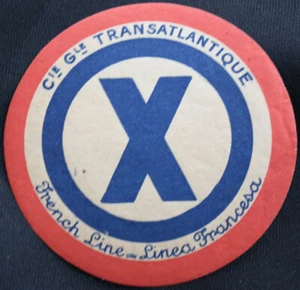 Cie Gle TRANSATLANTIQUE
X
French Line - Linea Francesa